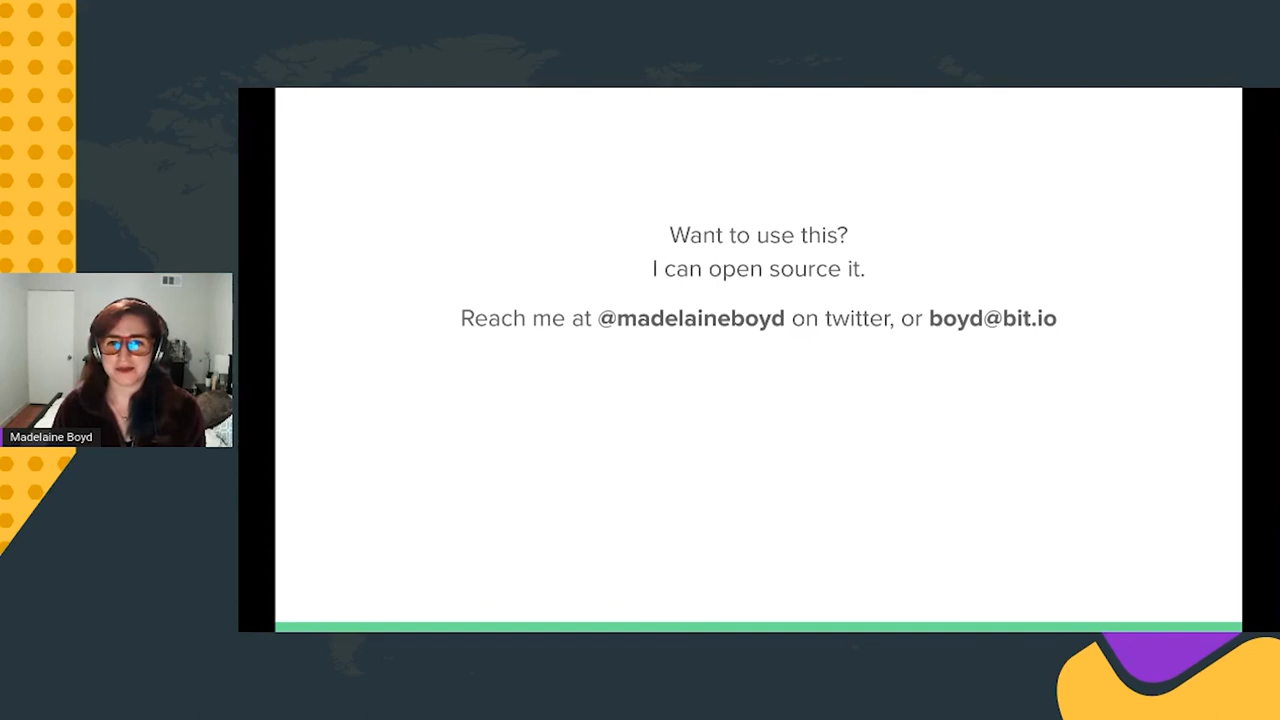 Want to use this?
I can open source it.
Reach me at @madelaineboyd on twitter, or boyd@bit.io
Madelaine Boyd